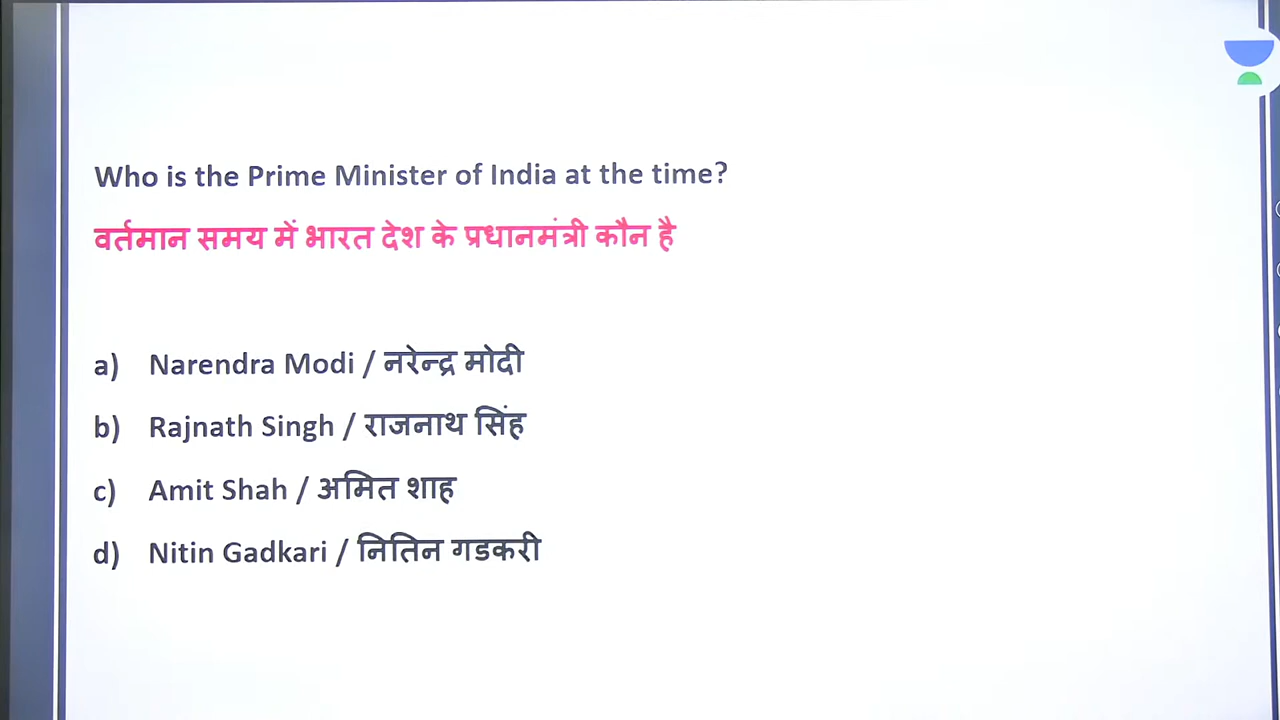 Who is the Prime Minister of India at the time?
वर्तमान समय में भारत देश के प्रधानमंत्री कौन है
a) Narendra Modi / नरेन्द्र मोदी
b) Rajnath Singh / राजनाथ सिंह
c) Amit Shah / अमित शाह
d) Nitin Gadkari / नितिन गडकरी